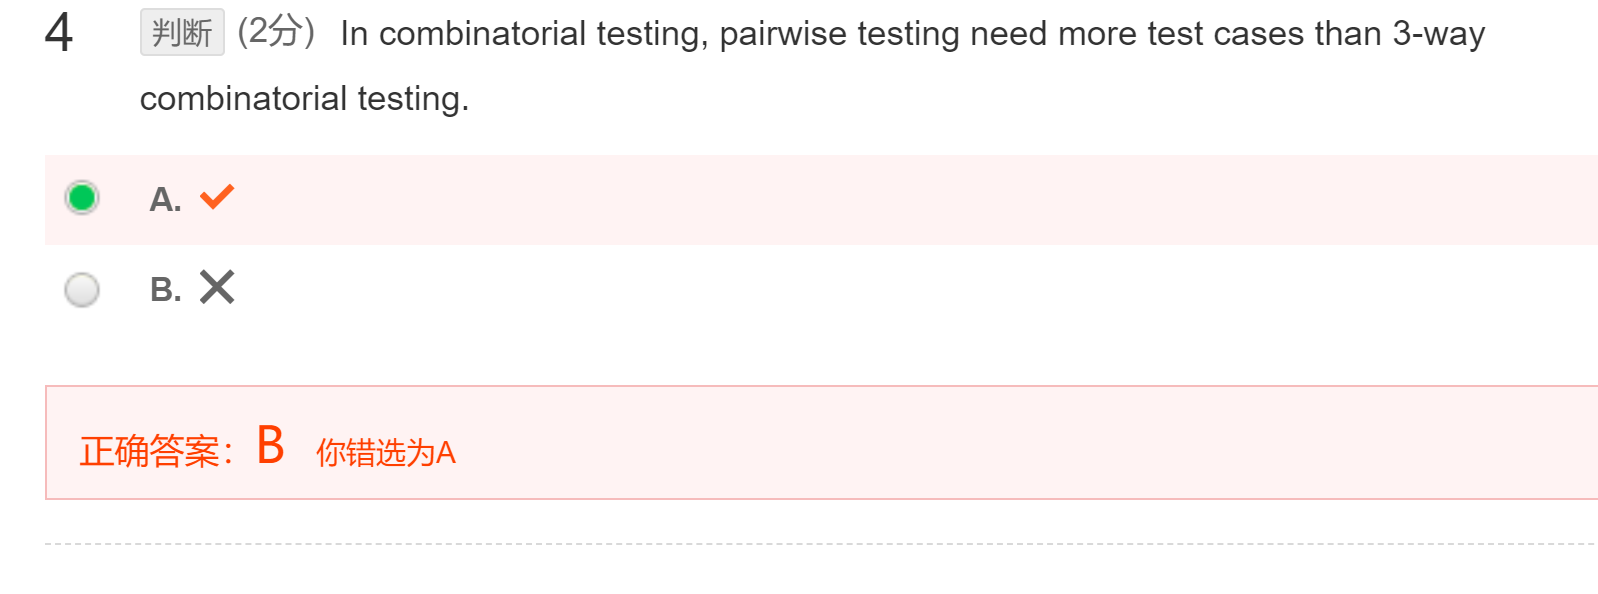 4 判断 (2分) In combinatorial testing, pairwise testing need more test cases than 3-way
combinatorial testing.
A.
B.
正确答案：B 你错选为A